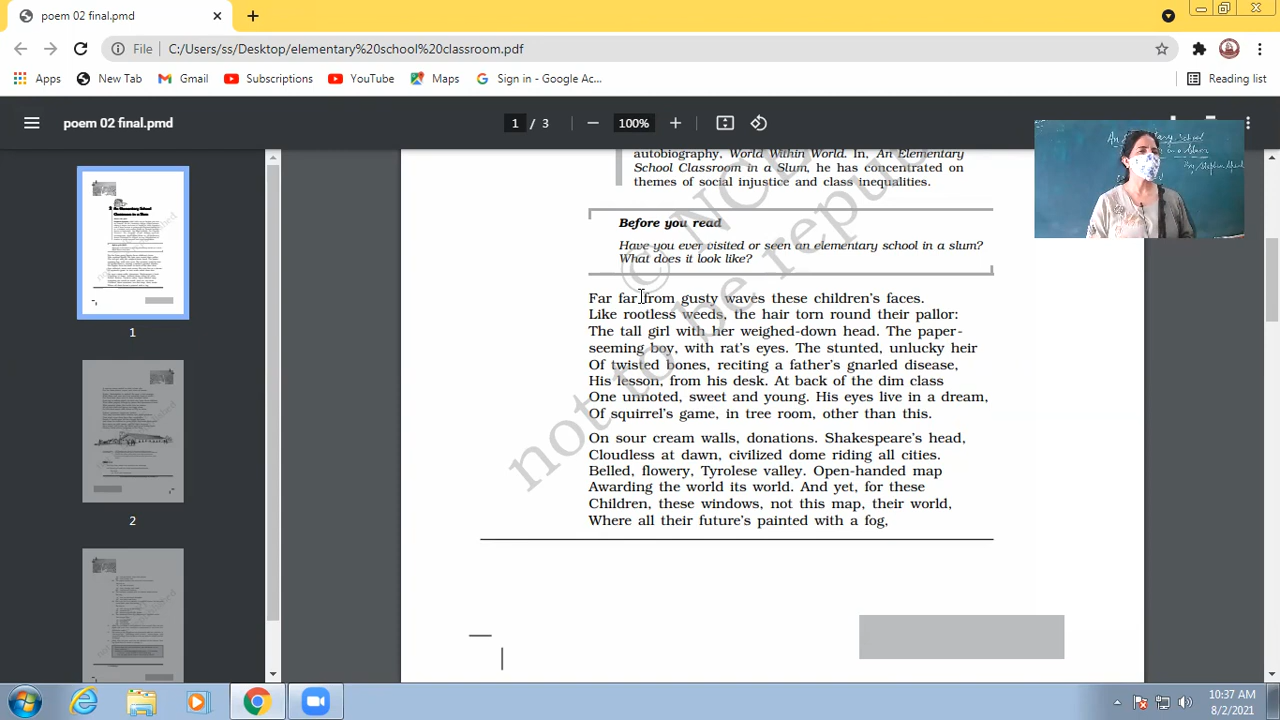 poem 02 final.pmd
File C:/Users/ss/Desktop/elementary%20school%20classroom.pdf
Apps New Tab Gmail Subscriptions YouTube Maps Sign in - Google Ac... Reading list
poem 02 final.pmd 1 / 3 100%
autobiography, World Within World. In, An Elementary
School Classroom in a Slum, he has concentrated on
themes of social injustice and class inequalities.
Before you read
Have you ever visited or seen an elementary school in a slum?
What does it look like?
Far far from gusty waves these children's faces.
Like rootless weeds, the hair torn round their pallor:
The tall girl with her weighed-down head. The paper-
seeming boy, with rat's eyes. The stunted, unlucky heir
Of twisted bones, reciting a father's gnarled disease,
His lesson, from his desk. At back of the dim class
One unnoted, sweet and young. His eyes live in a dream,
Of squirrel's game, in tree room, other than this.
On sour cream walls, donations. Shakespeare's head,
Cloudless at dawn, civilized dome riding all cities.
Belled, flowery, Tyrolese valley. Open-handed map
Awarding the world its world. And yet, for these
Children, these windows, not this map, their world,
Where all their future's painted with a fog,
not to be repu
© NC
1
2
10:37 AM
8/2/2021